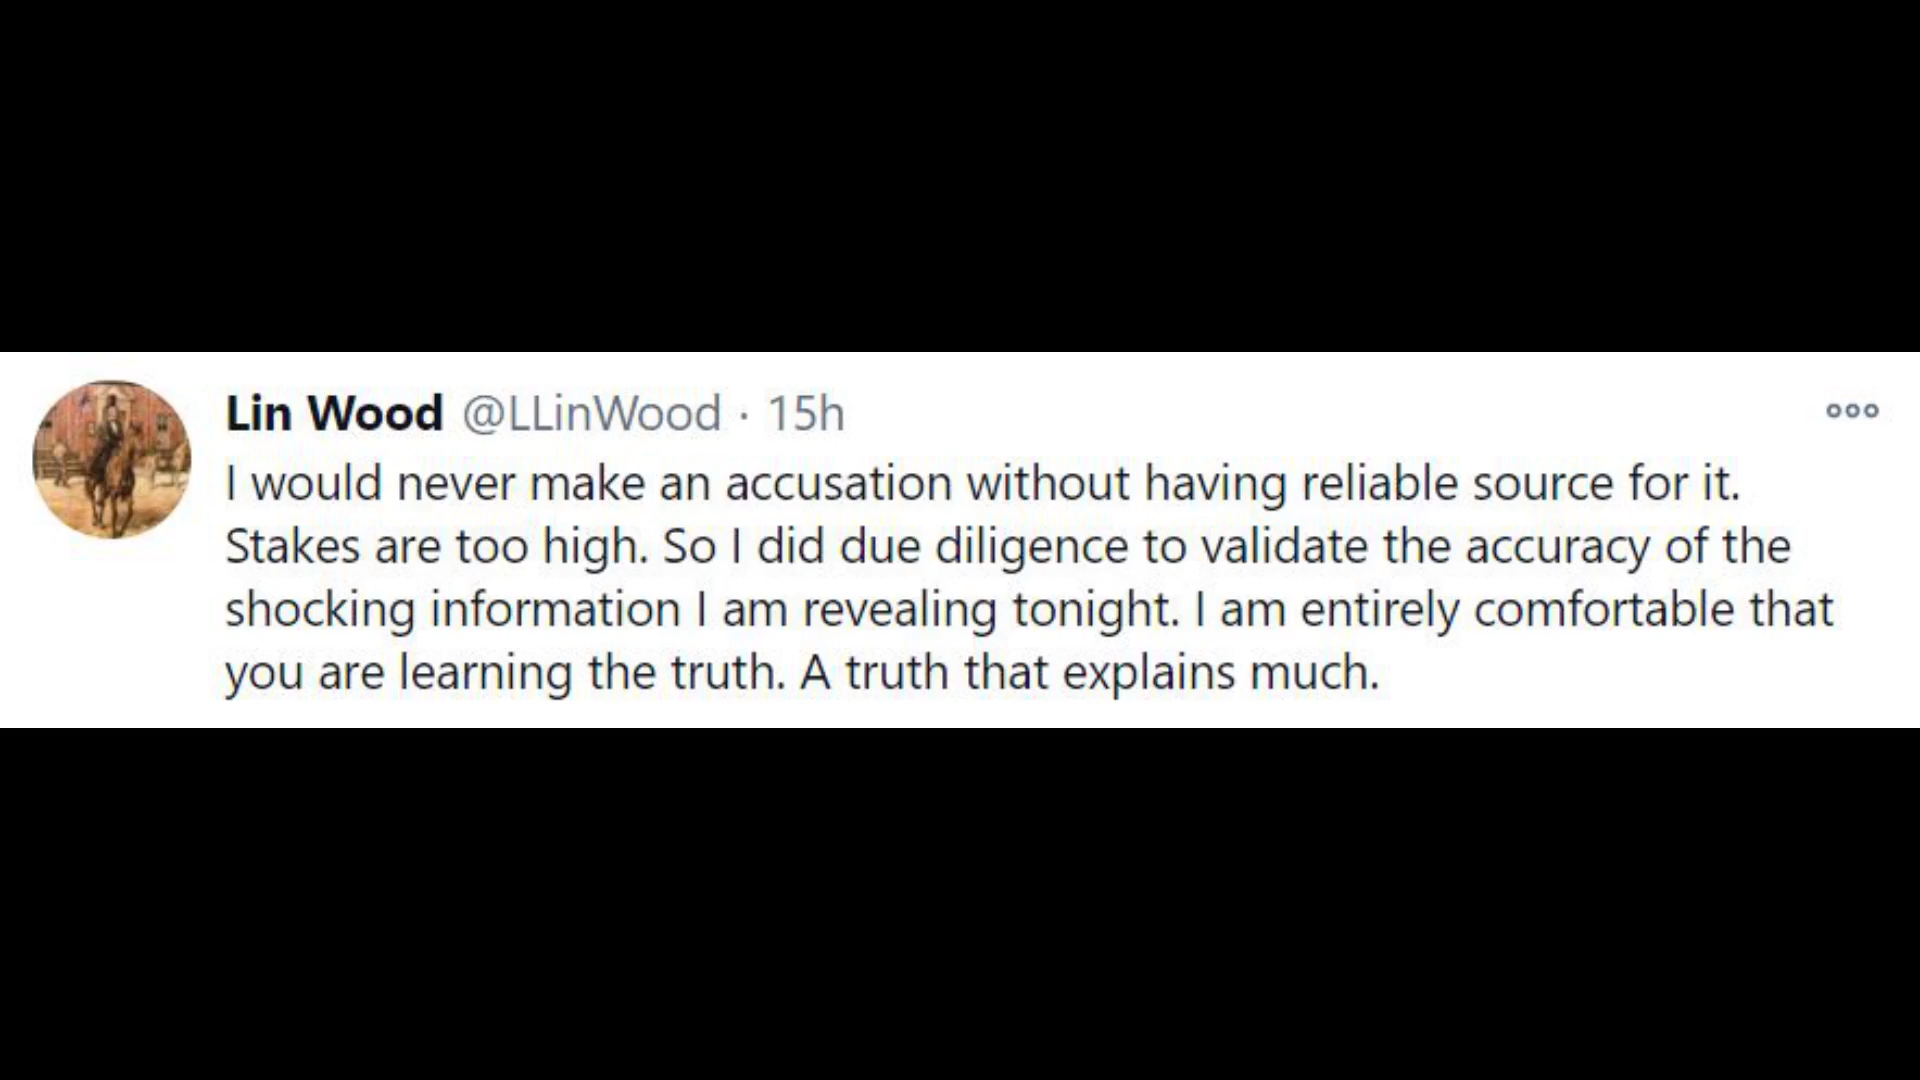 Lin Wood @LLinWood · 15h
I would never make an accusation without having reliable source for it.
Stakes are too high. So I did due diligence to validate the accuracy of the
shocking information I am revealing tonight. I am entirely comfortable that
you are learning the truth. A truth that explains much.